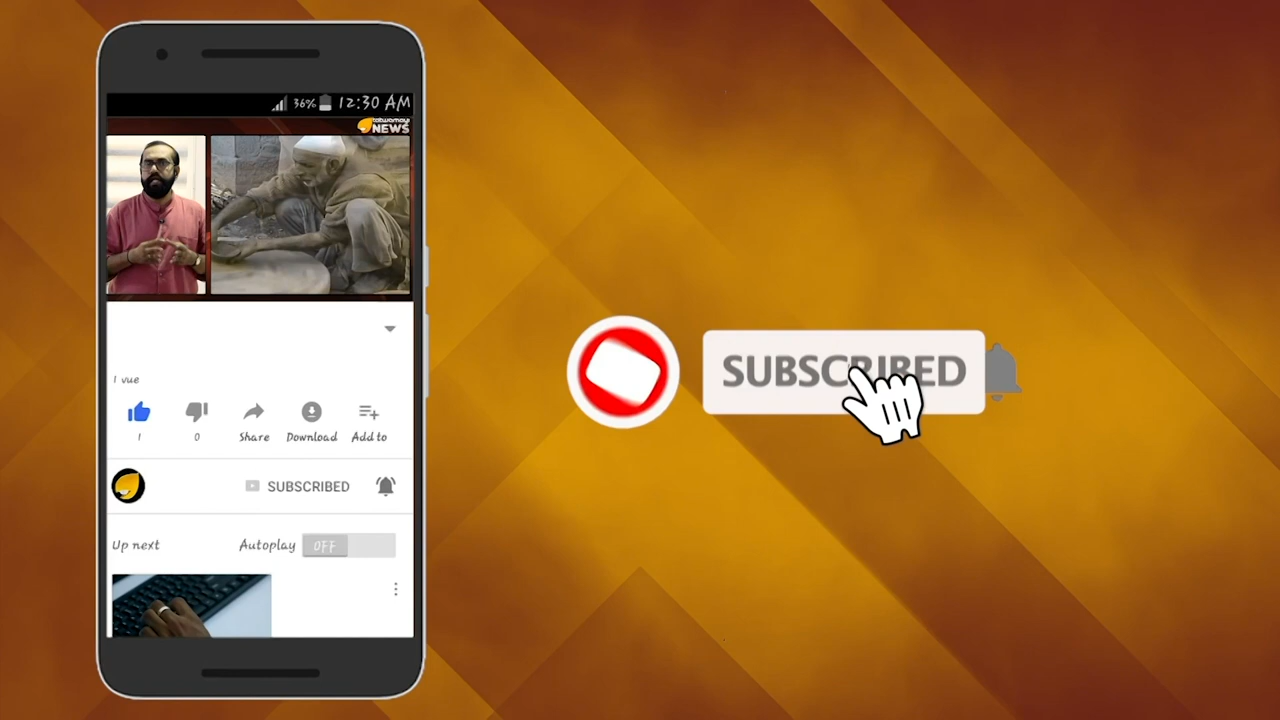 36% 12:30 AM
tatwamayi
NEWS
1 vue
1
0
Share
Download
Add to
SUBSCRIBED
Up next
Autoplay
OFF
SUBSCRIBED